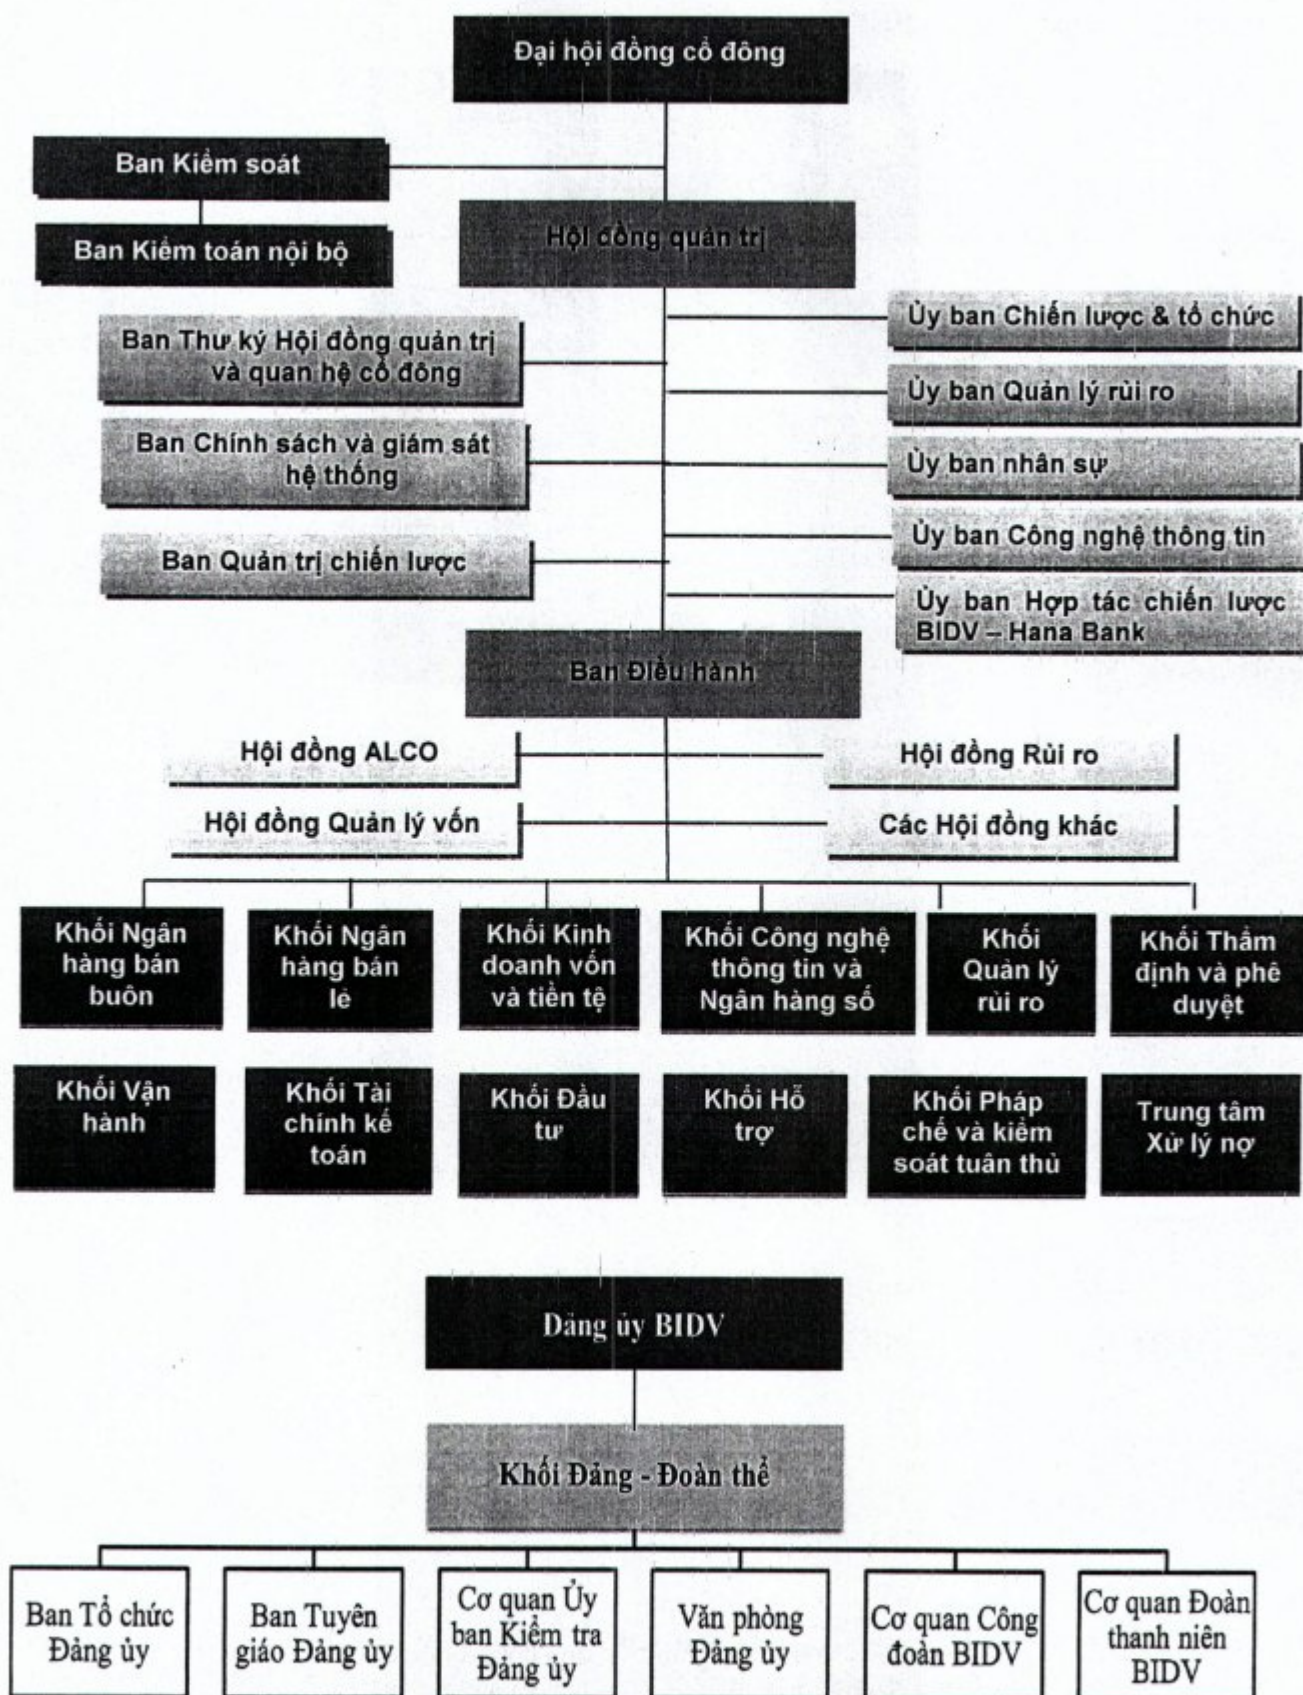 Đại hội đồng cổ đông
Ban Kiểm soát
Ban Kiểm toán nội bộ
Hội đồng quản trị
Ban Thư ký Hội đồng quản trị
và quan hệ cổ đông
Ban Chính sách và giám sát
hệ thống
Ban Quản trị chiến lược
Ủy ban Chiến lược & tổ chức
Ủy ban Quản lý rủi ro
Ủy ban nhân sự
Ủy ban Công nghệ thông tin
Ủy ban Hợp tác chiến lược
BIDV – Hana Bank
Ban Điều hành
Hội đồng ALCO
Hội đồng Rủi ro
Hội đồng Quản lý vốn
Các Hội đồng khác
Khối Ngân
hàng bán
buôn
Khối Ngân
hàng bán
lẻ
Khối Kinh
doanh vốn
và tiền tệ
Khối Công nghệ
thông tin và
Ngân hàng số
Khối
Quản lý
rủi ro
Khối Thẩm
định và phê
duyệt
Khối Vận
hành
Khối Tài
chính kế
toán
Khối Đầu
tư
Khối Hỗ
trợ
Khối Pháp
chế và kiểm
soát tuân thủ
Trung tâm
Xử lý nợ
Đảng ủy BIDV
Khối Đảng - Đoàn thể
Ban Tổ chức
Đảng ủy
Ban Tuyên
giáo Đảng ủy
Cơ quan Ủy
ban Kiểm tra
Đảng ủy
Văn phòng
Đảng ủy
Cơ quan Công
đoàn BIDV
Cơ quan Đoàn
thanh niên
BIDV